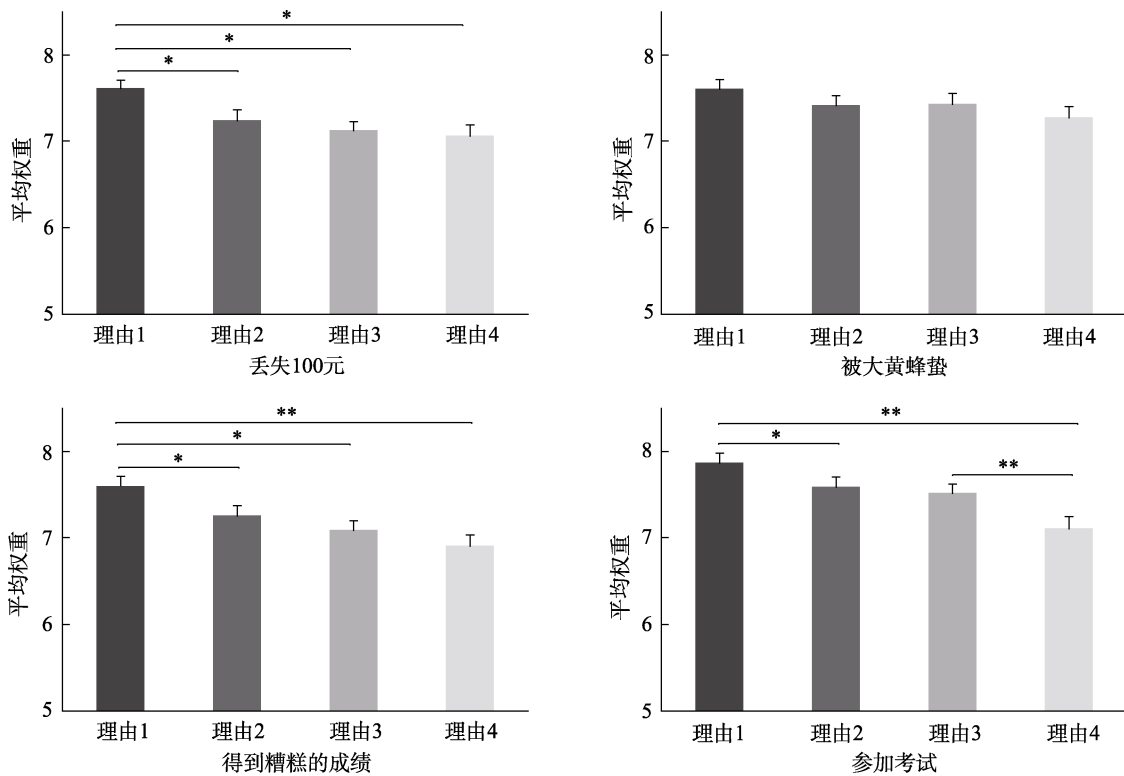 *
*
*
8
7
6
5
平均权重
理由1 理由2 理由3 理由4
丢失100元
8
7
6
5
平均权重
理由1 理由2 理由3 理由4
被大黄蜂蛰
**
*
*
8
7
6
5
平均权重
理由1 理由2 理由3 理由4
得到糟糕的成绩
**
*
**
8
7
6
5
平均权重
理由1 理由2 理由3 理由4
参加考试